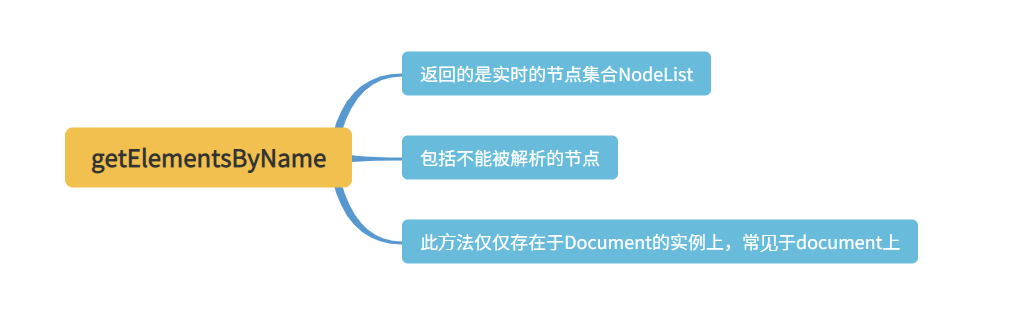 返回的是实时的节点集合NodeList
getElementsByName
包括不能被解析的节点
此方法仅仅存在于Document的实例上，常见于document上